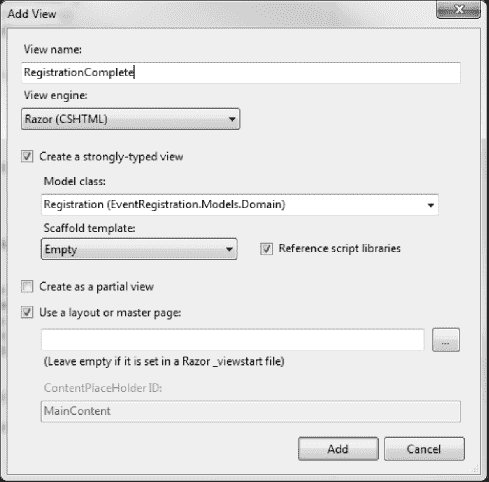 Add View
View name:
RegistrationComplete
View engine:
Razor (CSHTML)
Create a strongly-typed view
Model class:
Registration (EventRegistration.Models.Domain)
Scaffold template:
Empty
Reference script libraries
Create as a partial view
Use a layout or master page:
...
(Leave empty if it is set in a Razor _viewstart file)
ContentPlaceHolder ID:
MainContent
Add
Cancel